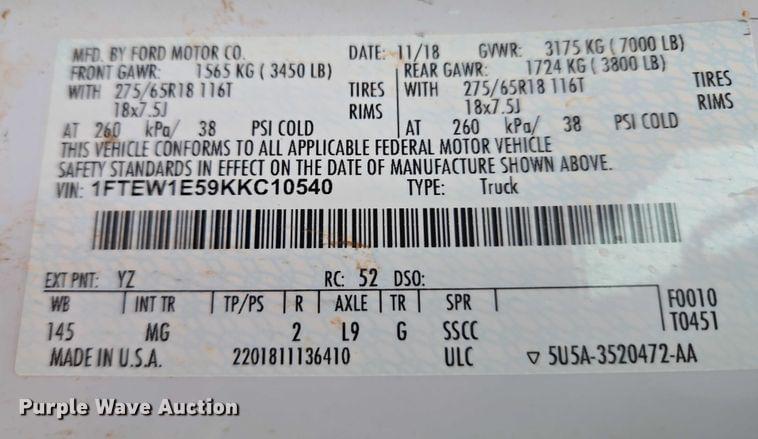 MFD. BY FORD MOTOR CO. DATE: 11/18 GVWR: 3175 KG ( 7000 LB)
FRONT GAWR: 1565 KG ( 3450 LB) REAR GAWR: 1724 KG ( 3800 LB)
WITH 275/65R18 116T TIRES WITH 275/65R18 116T TIRES
18x7.5J RIMS 18x7.5J RIMS
AT 260 kPa/ 38 PSI COLD AT 260 kPa/ 38 PSI COLD
THIS VEHICLE CONFORMS TO ALL APPLICABLE FEDERAL MOTOR VEHICLE
SAFETY STANDARDS IN EFFECT ON THE DATE OF MANUFACTURE SHOWN ABOVE.
VIN: 1FTEW1E59KKC10540 TYPE: Truck
EXT PNT: YZ RC: 52 DSO:
WB INT TR TP/PS R AXLE TR SPR F0010
T0451
145 MG 2 L9 G SSCC
MADE IN U.S.A. 2201811136410 ULC ▽ 5U5A-3520472-AA
Purple Wave Auction